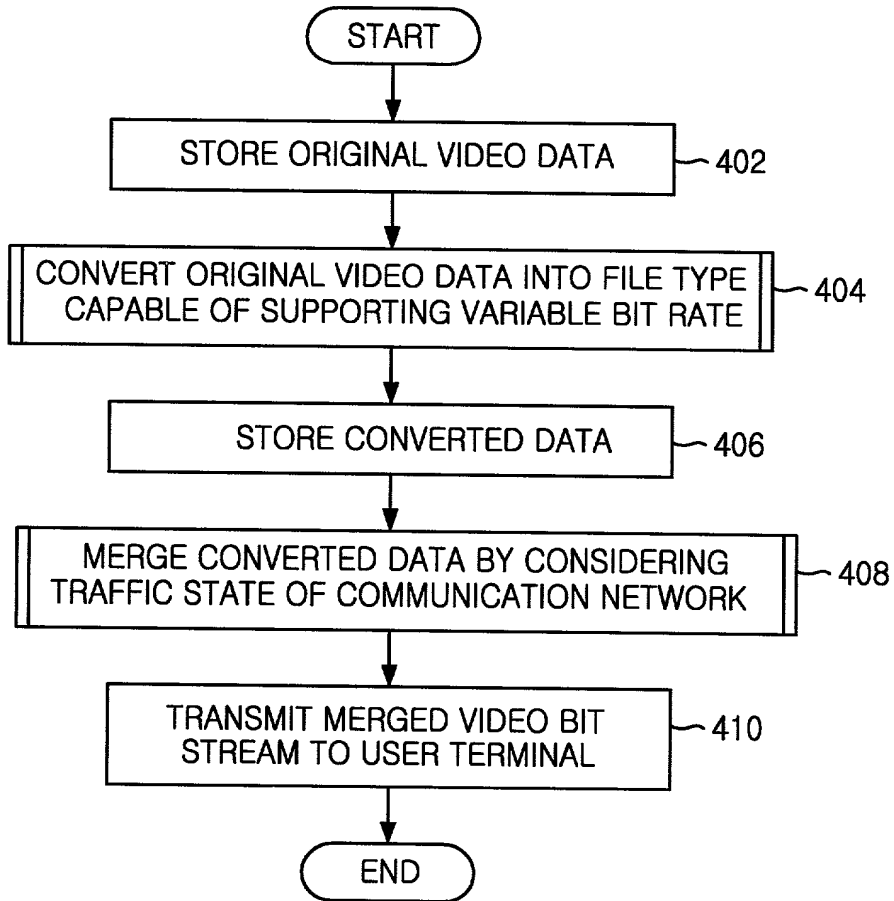 START
STORE ORIGINAL VIDEO DATA
402
CONVERT ORIGINAL VIDEO DATA INTO FILE TYPE
CAPABLE OF SUPPORTING VARIABLE BIT RATE
404
STORE CONVERTED DATA
406
MERGE CONVERTED DATA BY CONSIDERING
TRAFFIC STATE OF COMMUNICATION NETWORK
408
TRANSMIT MERGED VIDEO BIT
STREAM TO USER TERMINAL
410
END